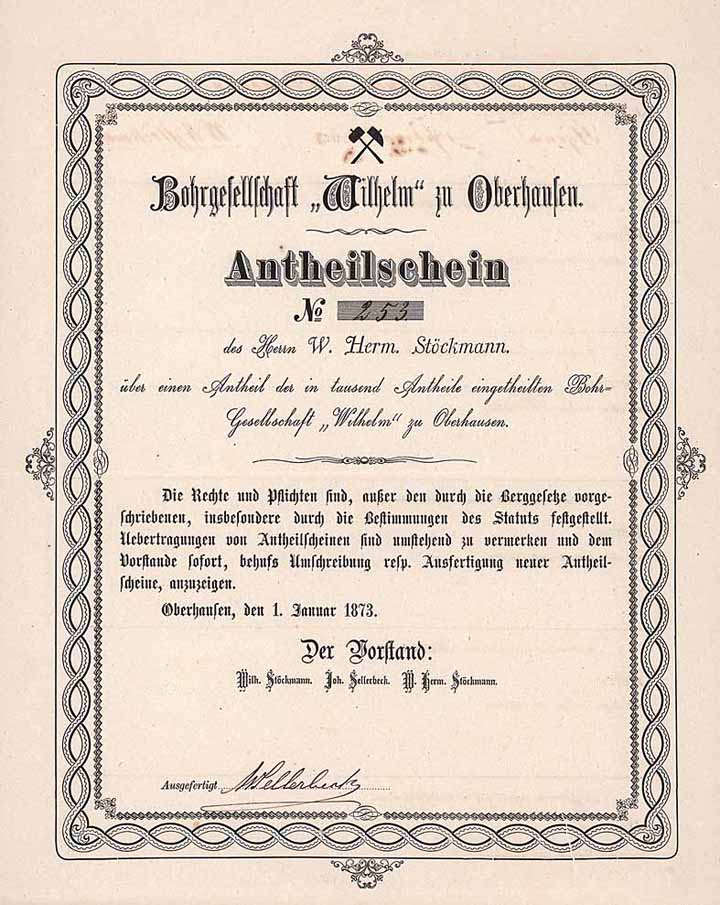 Bohrgesellschaft „Wilhelm“ zu Oberhausen.
Antheilschein
No 253
des Herrn W. Herm. Stöckmann.
über einen Antheil der in tausend Antheile eingetheilten Bohr-
Gesellschaft „Wilhelm“ zu Oberhausen.
Die Rechte und Pflichten sind, außer den durch die Berggesetze vorge-
schriebenen, insbesondere durch die Bestimmungen des Statuts festgestellt.
Uebertragungen von Antheilscheinen sind umstehend zu vermerken und dem
Vorstande sofort, behufs Umschreibung resp. Ausfertigung neuer Antheil-
scheine, anzuzeigen.
Oberhausen, den 1. Januar 1873.
Der Vorstand:
Wilh. Stöckmann. Joh. Sellerbeck. W. Herm. Stöckmann.
Ausgefertigt